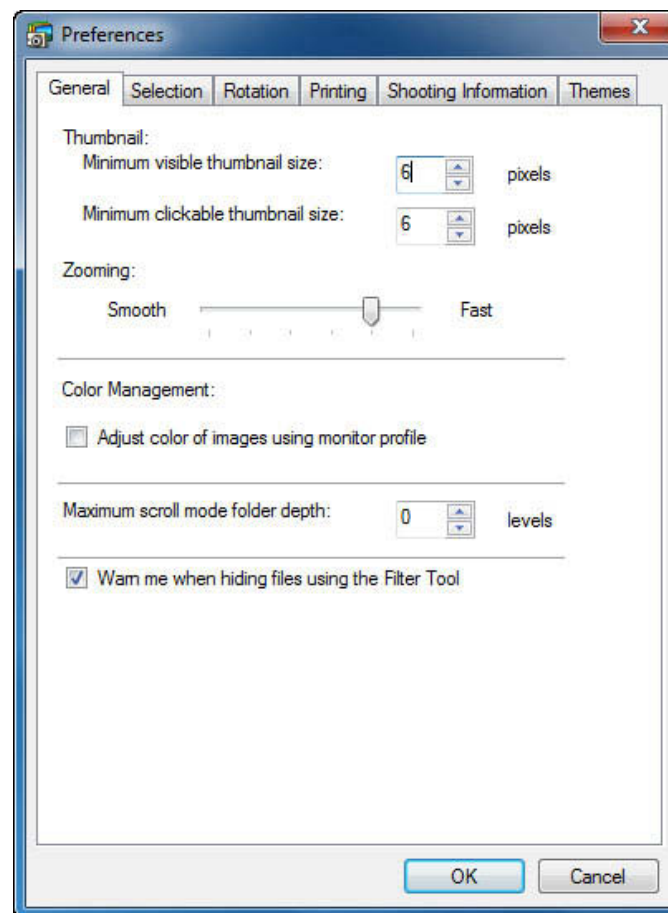 Preferences
General Selection Rotation Printing Shooting Information Themes
Thumbnail:
Minimum visible thumbnail size: 6 pixels
Minimum clickable thumbnail size: 6 pixels
Zooming:
Smooth Fast
Color Management:
Adjust color of images using monitor profile
Maximum scroll mode folder depth: 0 levels
Warn me when hiding files using the Filter Tool
OK Cancel